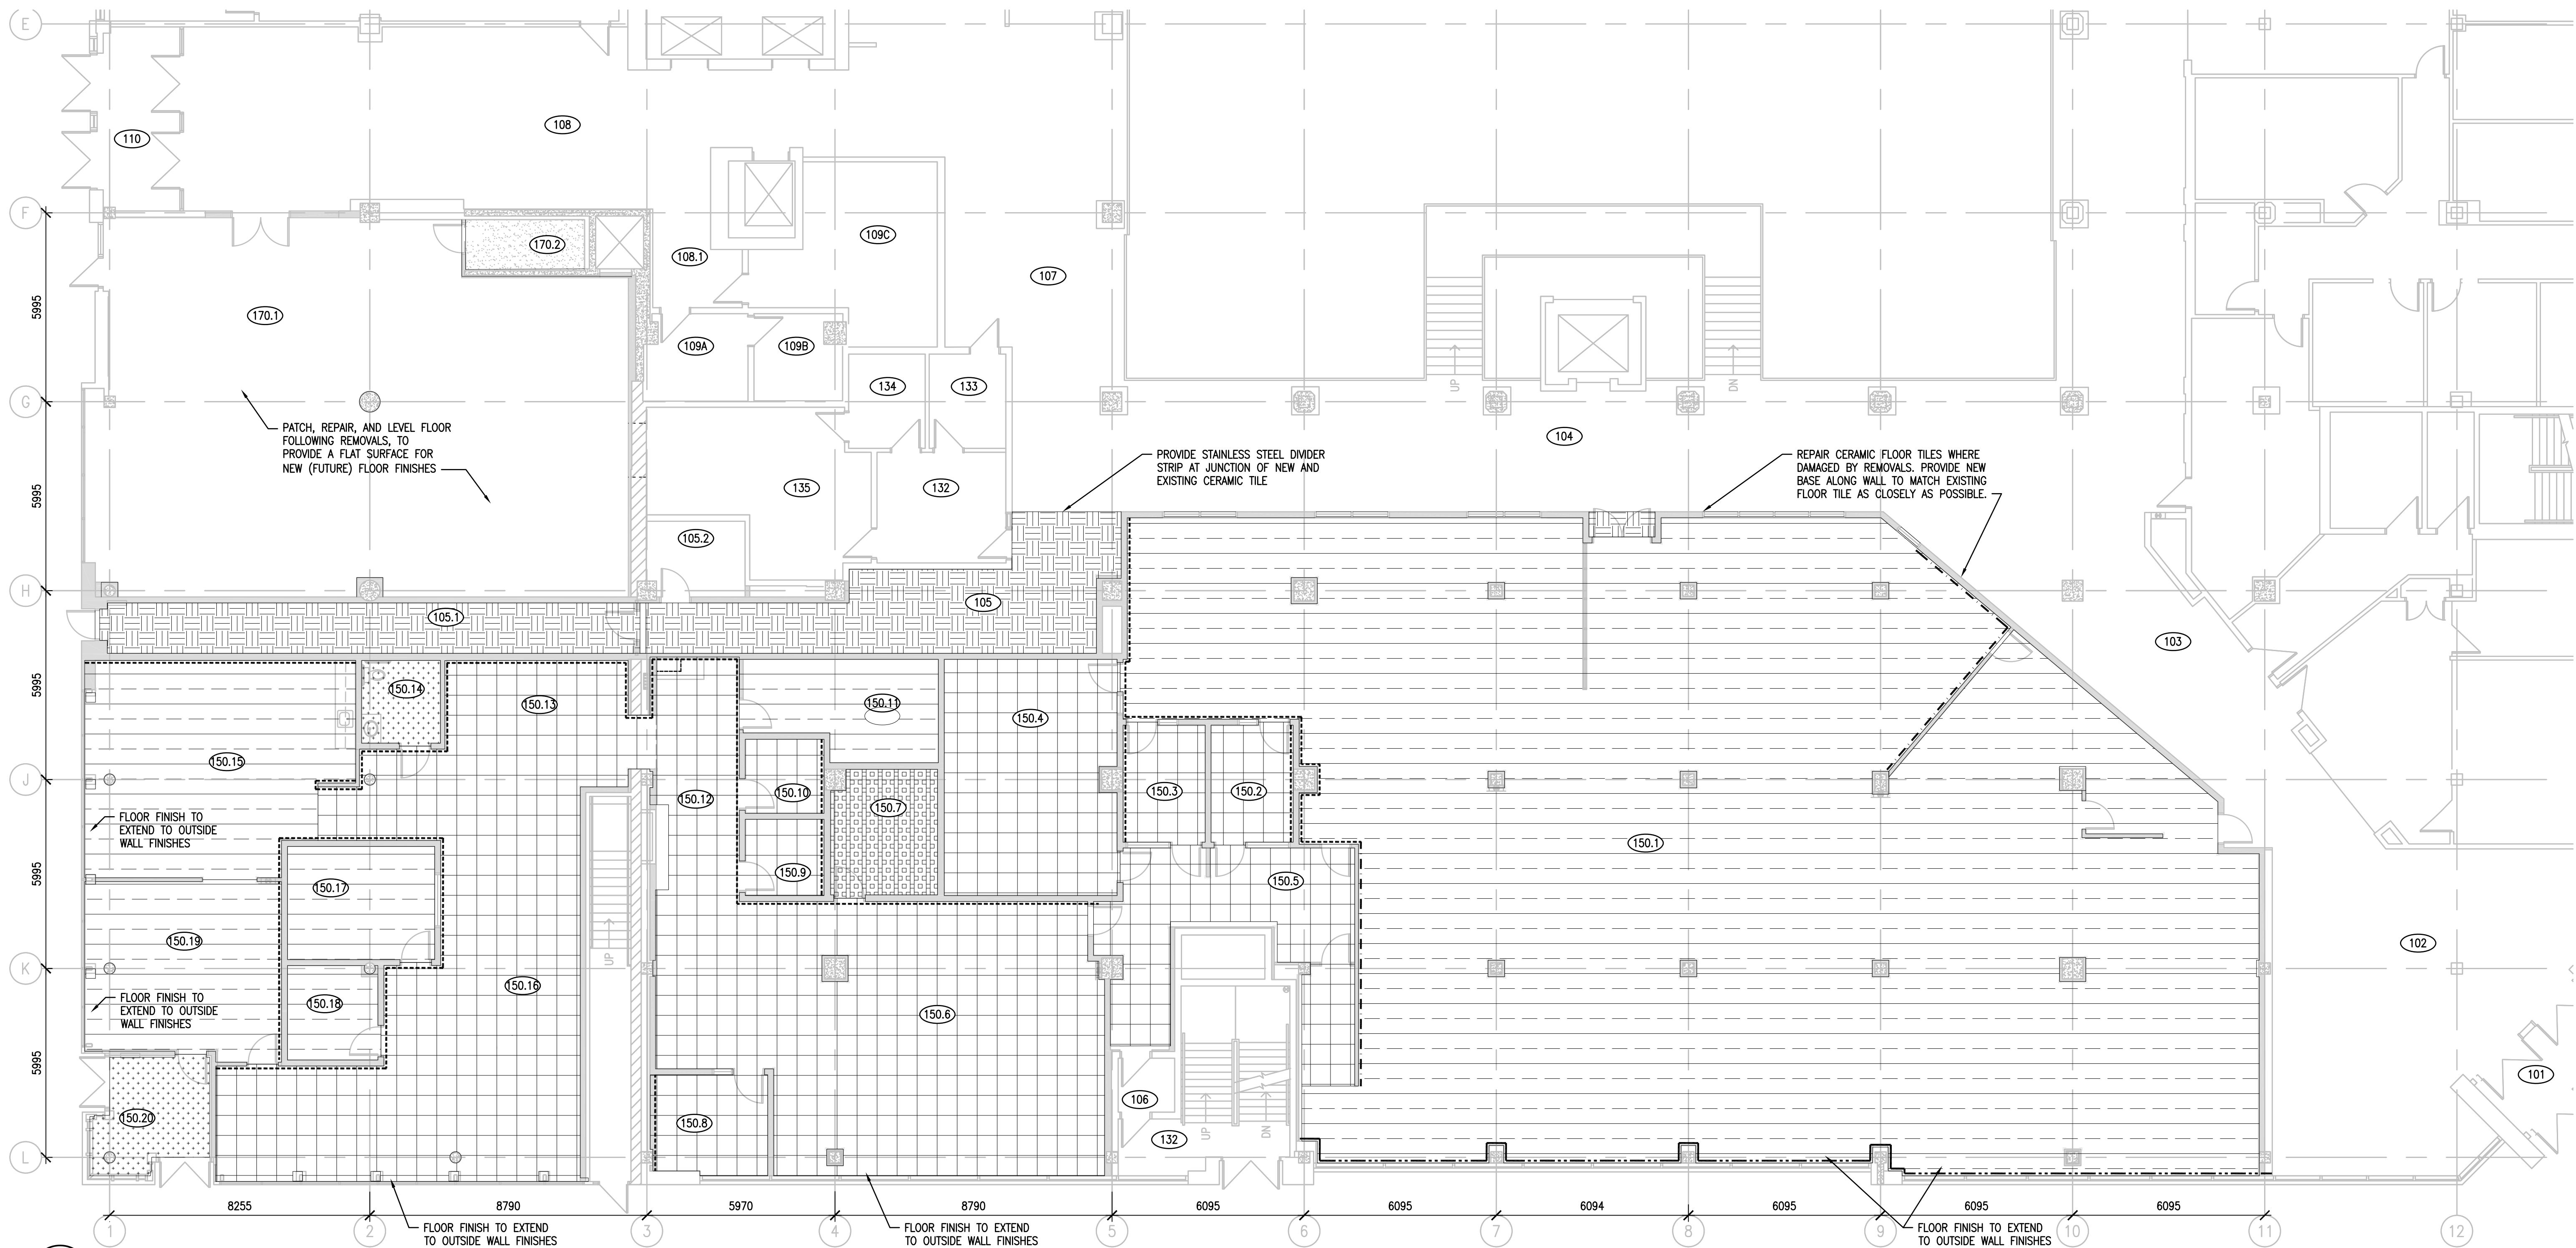 E
110
108
F
170.2
108.1
109C
107
5995
170.1
109A
109B
134
133
UP
DN
G
104
PATCH, REPAIR, AND LEVEL FLOOR
FOLLOWING REMOVALS, TO
PROVIDE A FLAT SURFACE FOR
NEW (FUTURE) FLOOR FINISHES
PROVIDE STAINLESS STEEL DIVIDER
STRIP AT JUNCTION OF NEW AND
EXISTING CERAMIC TILE
REPAIR CERAMIC FLOOR TILES WHERE
DAMAGED BY REMOVALS. PROVIDE NEW
BASE ALONG WALL TO MATCH EXISTING
FLOOR TILE AS CLOSELY AS POSSIBLE.
5995
135
132
105.2
H
105.1
105
103
5995
150.14
150.13
150.11
150.4
150.15
J
150.12
150.10
150.7
150.3
150.2
FLOOR FINISH TO
EXTEND TO OUTSIDE
WALL FINISHES
150.1
5995
150.17
150.9
150.5
150.19
102
UP
K
150.18
150.16
FLOOR FINISH TO
EXTEND TO OUTSIDE
WALL FINISHES
150.6
5995
101
106
150.20
150.8
132
UP
DN
L
8255
8790
5970
8790
6095
6095
6094
6095
6095
6095
1
2
3
4
5
6
7
8
9
10
11
12
FLOOR FINISH TO EXTEND
TO OUTSIDE WALL FINISHES
FLOOR FINISH TO EXTEND
TO OUTSIDE WALL FINISHES
FLOOR FINISH TO EXTEND
TO OUTSIDE WALL FINISHES